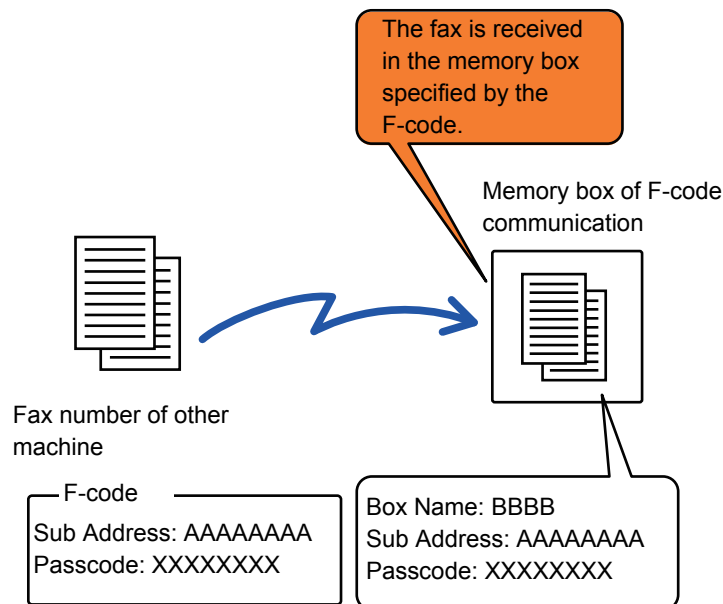 The fax is received
in the memory box
specified by the
F-code.
Memory box of F-code
communication
Fax number of other
machine
F-code
Sub Address: AAAAAAAA
Passcode: XXXXXXXX
Box Name: BBBB
Sub Address: AAAAAAAA
Passcode: XXXXXXXX